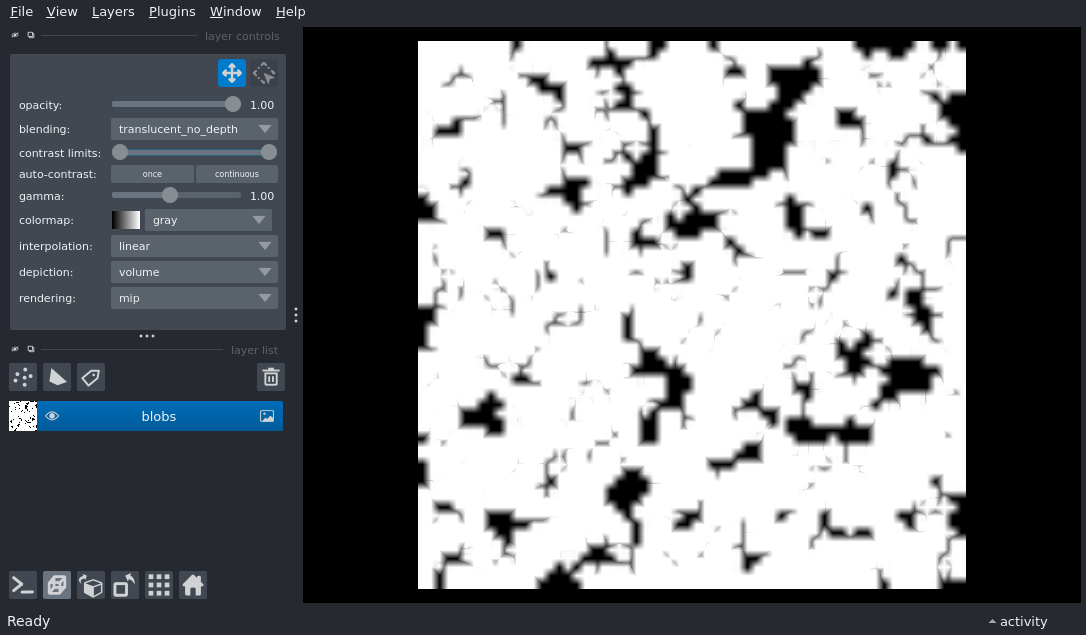 File View Layers Plugins Window Help
layer controls
opacity: 1.00
blending: translucent_no_depth
contrast limits:
auto-contrast: once continuous
gamma: 1.00
colormap: gray
interpolation: linear
depiction: volume
rendering: mip
layer list
blobs
Ready activity